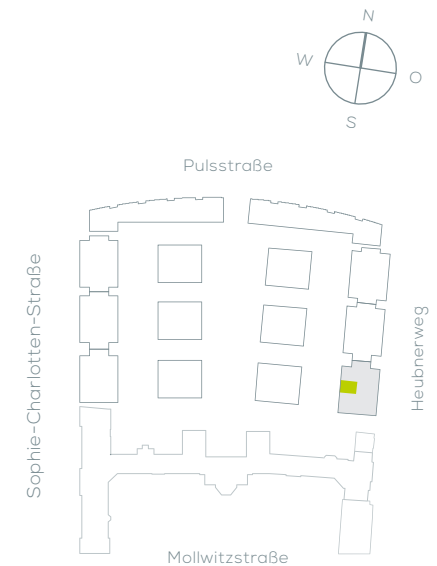 N
W
O
S
Pulsstraße
Sophie-Charlotten-Straße
Heubnerweg
Mollwitzstraße